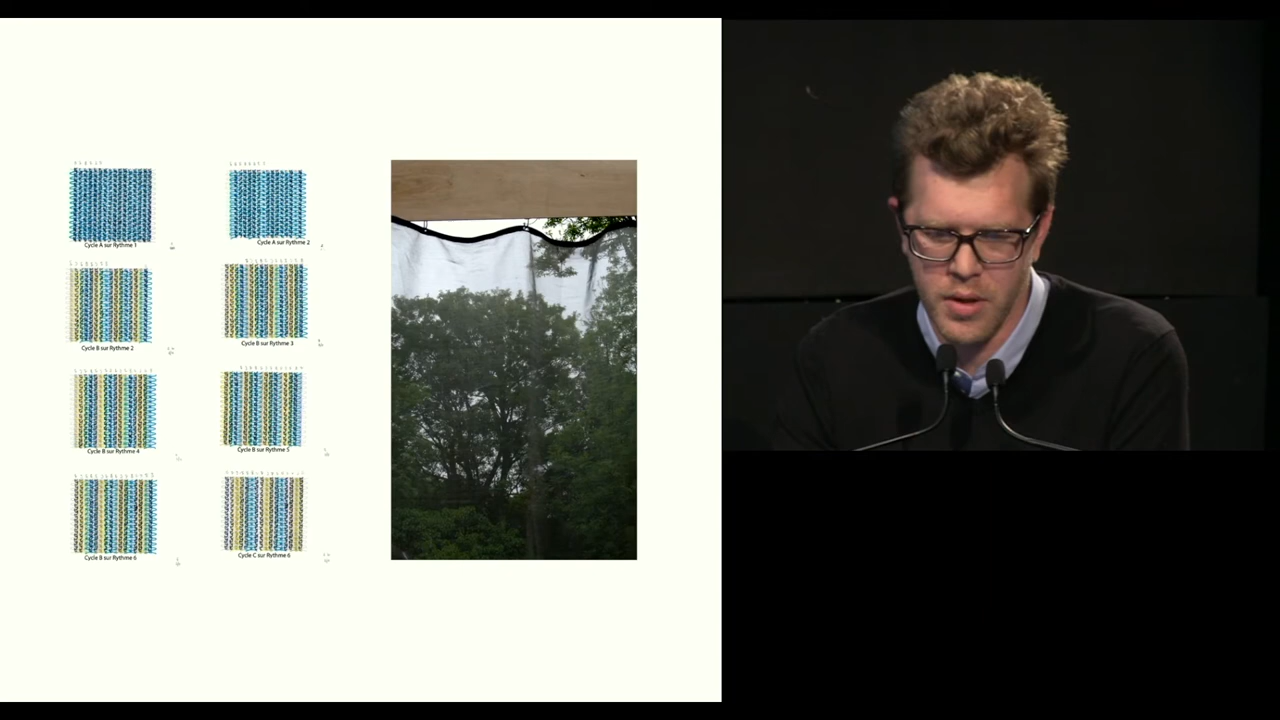 Cycle A sur Rythme 1
Cycle A sur Rythme 2
Cycle B sur Rythme 2
Cycle B sur Rythme 3
Cycle B sur Rythme 4
Cycle B sur Rythme 5
Cycle B sur Rythme 6
Cycle C sur Rythme 6